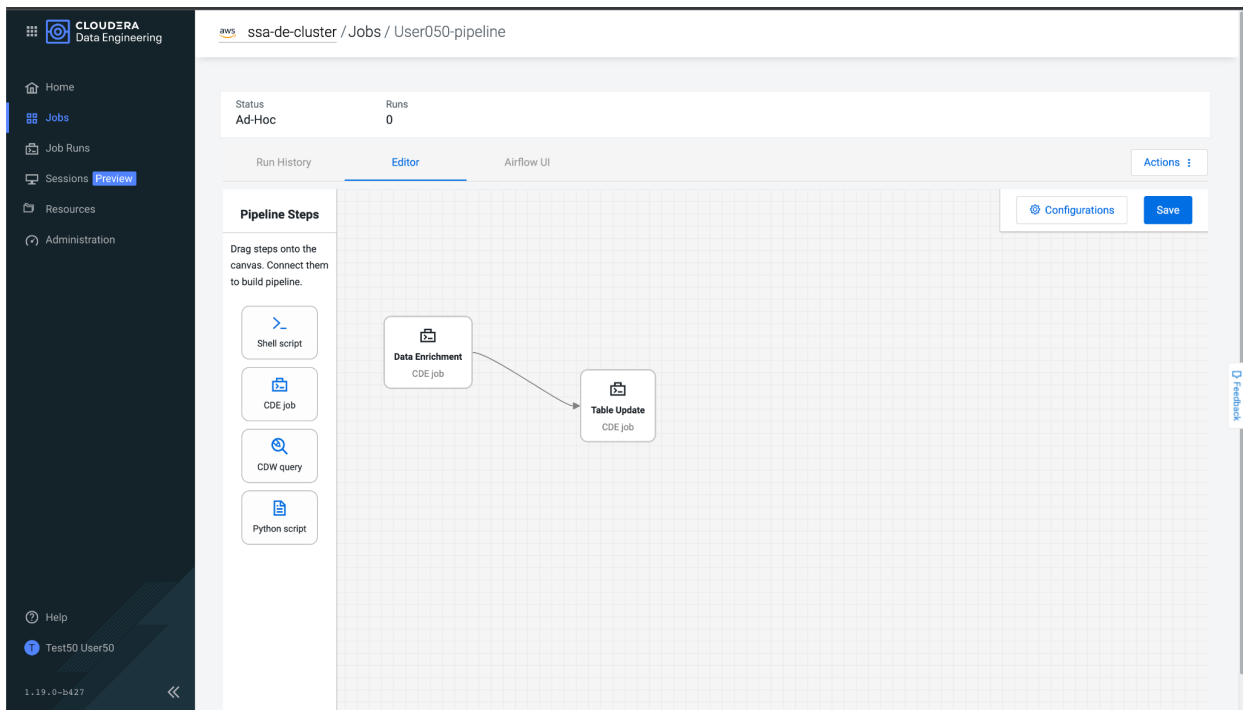 CLOUDERA
Data Engineering
Home
Jobs
Job Runs
Sessions Preview
Resources
Administration
Help
T Test50 User50
1.19.0-b427
aws ssa-de-cluster / Jobs / User050-pipeline
Status
Ad-Hoc
Runs
0
Run History Editor Airflow UI
Actions
Pipeline Steps
Drag steps onto the
canvas. Connect them
to build pipeline.
Shell script
CDE job
CDW query
Python script
Configurations
Save
Data Enrichment
CDE job
Table Update
CDE job
Feedback